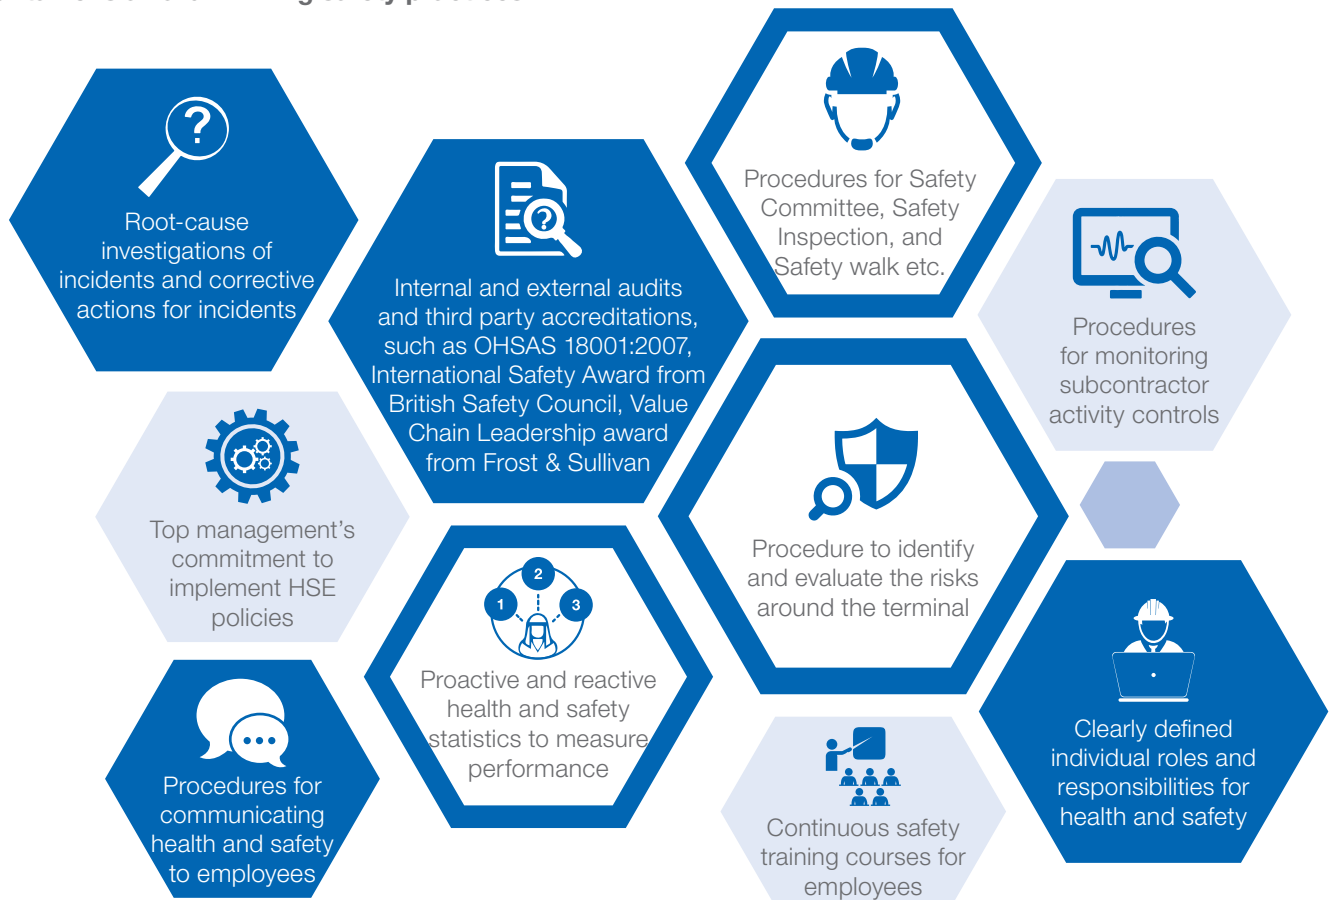 safety practices
?
Root-cause
investigations of
incidents and corrective
actions for incidents
?
Internal and external audits
and third party accreditations,
such as OHSAS 18001:2007,
International Safety Award from
British Safety Council, Value
Chain Leadership award
from Frost & Sullivan
Procedures for Safety
Committee, Safety
Inspection, and
Safety walk etc.
Procedures
for monitoring
subcontractor
activity controls
Top management's
commitment to
implement HSE
policies
Procedure to identify
and evaluate the risks
around the terminal
1
2
3
Proactive and reactive
health and safety
statistics to measure
performance
Procedures for
communicating
health and safety
to employees
Continuous safety
training courses for
employees
Clearly defined
individual roles and
responsibilities for
health and safety